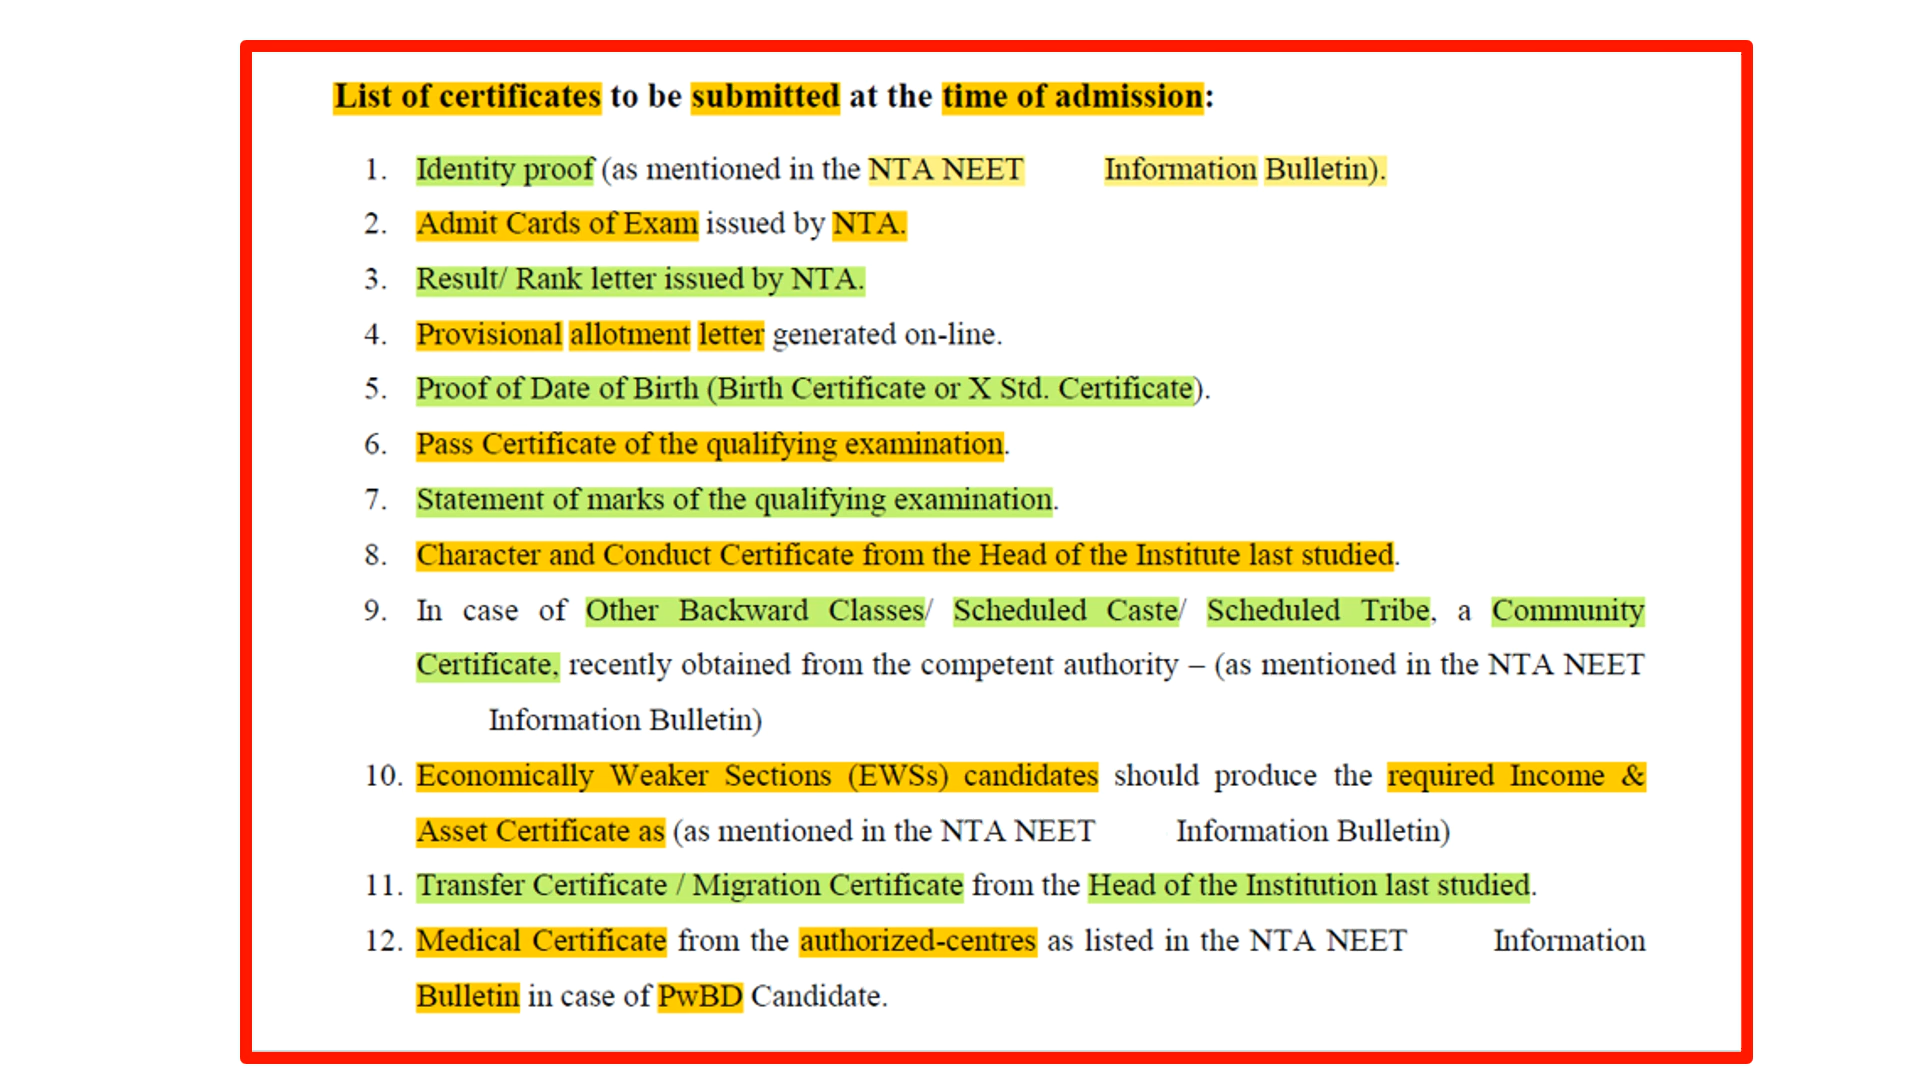 List of certificates to be submitted at the time of admission:
1. Identity proof (as mentioned in the NTA NEET Information Bulletin).
2. Admit Cards of Exam issued by NTA.
3. Result/ Rank letter issued by NTA.
4. Provisional allotment letter generated on-line.
5. Proof of Date of Birth (Birth Certificate or X Std. Certificate).
6. Pass Certificate of the qualifying examination.
7. Statement of marks of the qualifying examination.
8. Character and Conduct Certificate from the Head of the Institute last studied.
9. In case of Other Backward Classes/ Scheduled Caste/ Scheduled Tribe, a Community
Certificate, recently obtained from the competent authority – (as mentioned in the NTA NEET
Information Bulletin)
10. Economically Weaker Sections (EWSs) candidates should produce the required Income &
Asset Certificate as (as mentioned in the NTA NEET Information Bulletin)
11. Transfer Certificate / Migration Certificate from the Head of the Institution last studied.
12. Medical Certificate from the authorized-centres as listed in the NTA NEET Information
Bulletin in case of PwBD Candidate.